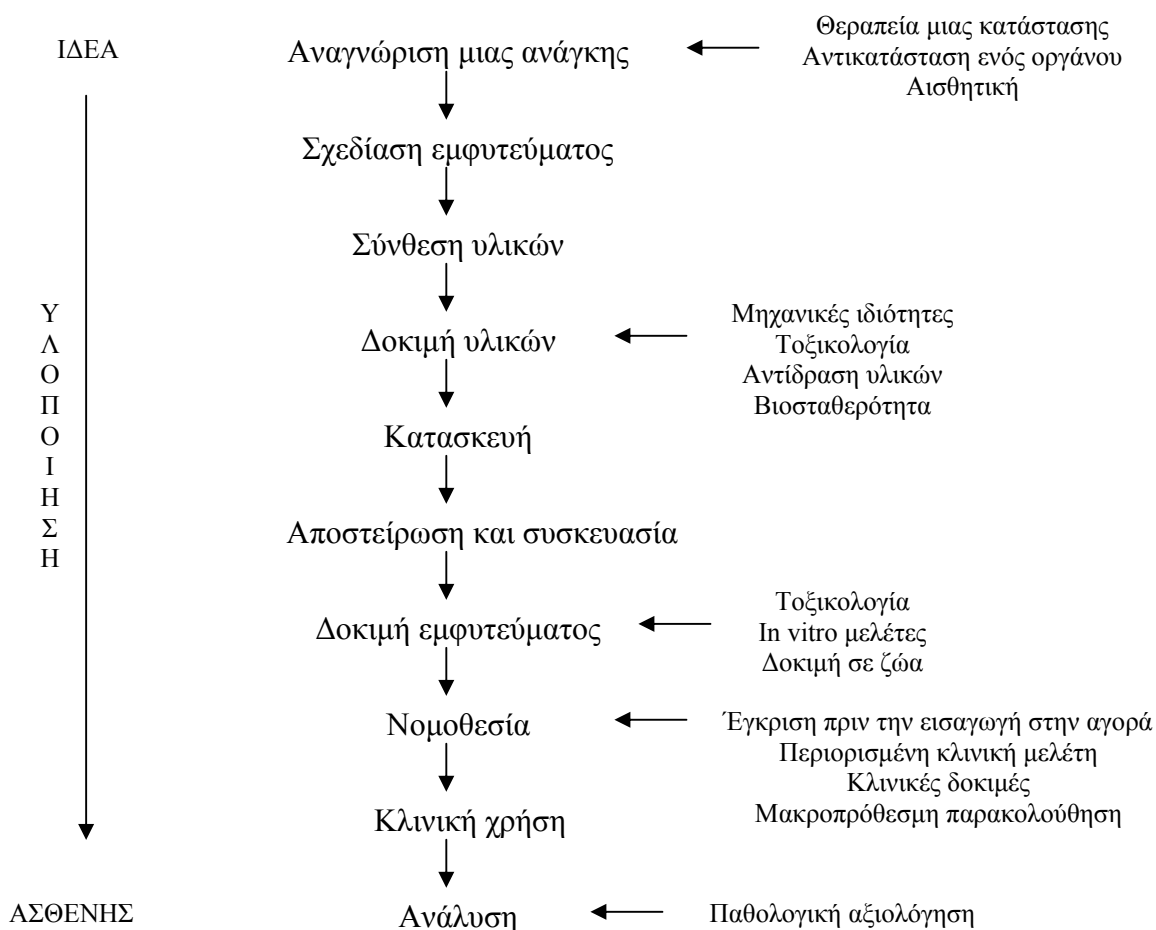 ΙΔΕΑ
Αναγνώριση μιας ανάγκης
Θεραπεία μιας κατάστασης
Αντικατάσταση ενός οργάνου
Αισθητική
Σχεδίαση εμφυτεύματος
Σύνθεση υλικών
ΥΛΟΠΟΙΗΣΗ
Δοκιμή υλικών
Μηχανικές ιδιότητες
Τοξικολογία
Αντίδραση υλικών
Βιοσταθερότητα
Κατασκευή
Αποστείρωση και συσκευασία
Δοκιμή εμφυτεύματος
Τοξικολογία
In vitro μελέτες
Δοκιμή σε ζώα
Νομοθεσία
Έγκριση πριν την εισαγωγή στην αγορά
Περιορισμένη κλινική μελέτη
Κλινικές δοκιμές
Μακροπρόθεσμη παρακολούθηση
Κλινική χρήση
ΑΣΘΕΝΗΣ
Ανάλυση
Παθολογική αξιολόγηση